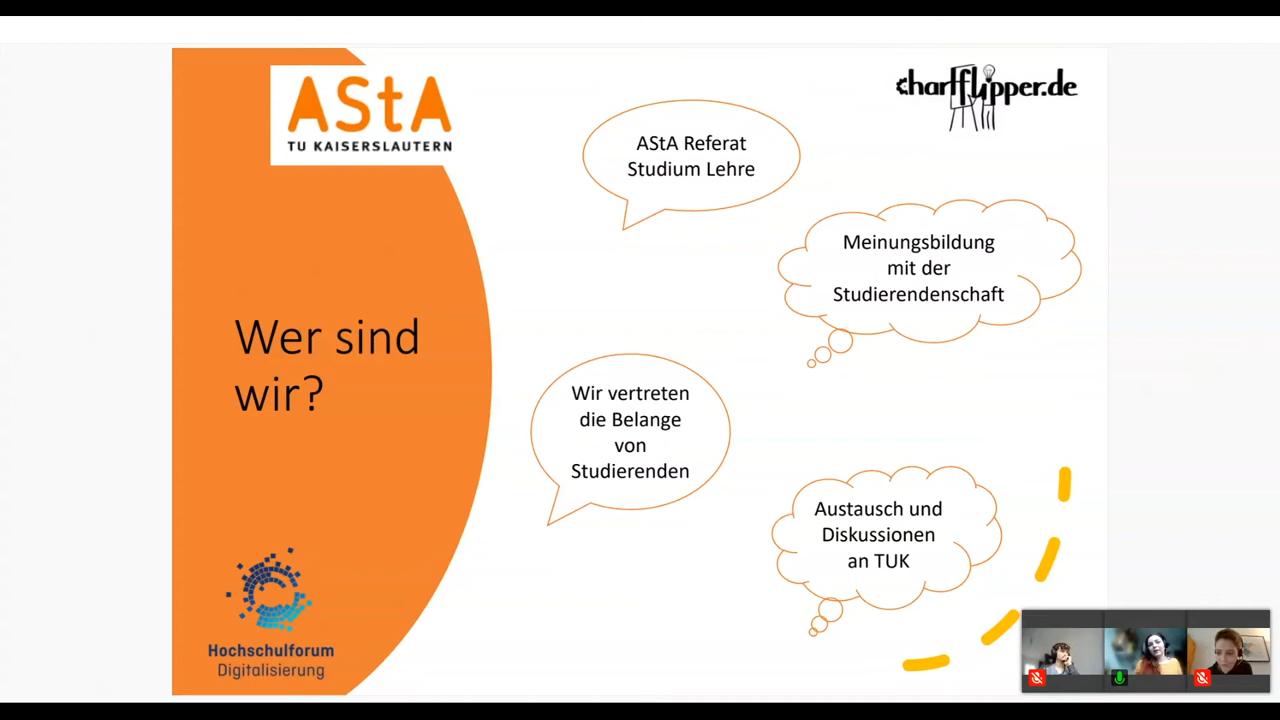 AStA
TU KAISERSLAUTERN
chartflipper.de
AStA Referat
Studium Lehre
Meinungsbildung
mit der
Studierendenschaft
Wer sind
wir?
Wir vertreten
die Belange
von
Studierenden
Austausch und
Diskussionen
an TUK
Hochschulforum
Digitalisierung